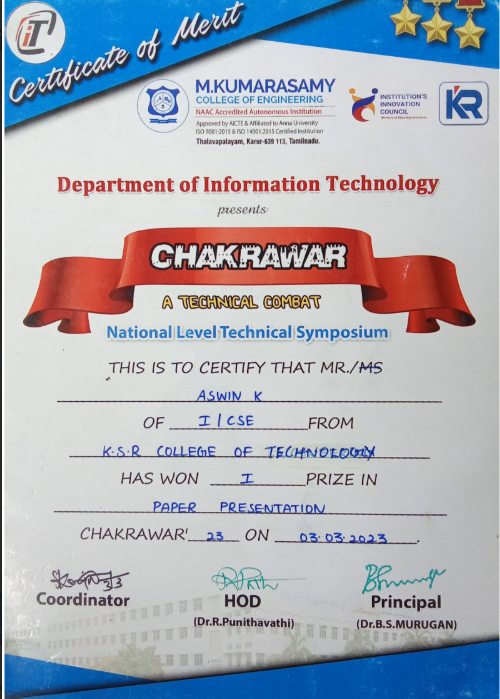 iT
Certificate of Merit
M.KUMARASAMY
COLLEGE OF ENGINEERING
NAAC Accredited Autonomous Institution
Approved by AICTE & Affiliated to Anna University
ISO 9001:2015 & ISO 14001:2015 Certified Institution
Thalavapalayam, Karur-639 113, Tamilnadu.
INSTITUTION'S
INNOVATION
COUNCIL
KR
Department of Information Technology
presents
CHAKRAWAR
A TECHNICAL COMBAT
National Level Technical Symposium
THIS IS TO CERTIFY THAT MR./MS
ASWIN K
OF I / CSE FROM
K.S.R COLLEGE OF TECHNOLOGY
HAS WON I PRIZE IN
PAPER PRESENTATION
CHAKRAWAR' 23 ON 03.03.2023.
Coordinator HOD Principal
(Dr.R.Punithavathi) (Dr.B.S.MURUGAN)